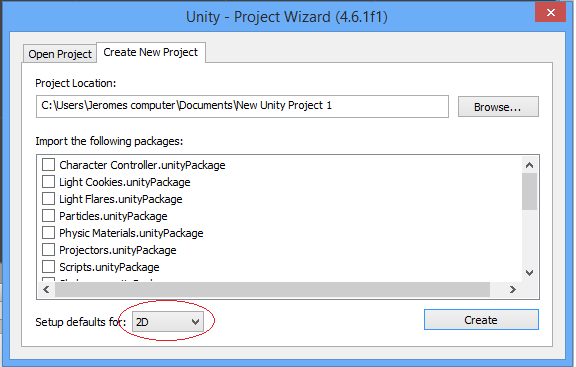 Unity - Project Wizard (4.6.1f1)
Open Project
Create New Project
Project Location:
C:\Users\Jeromes computer\Documents\New Unity Project 1
Browse...
Import the following packages:
Character Controller.unityPackage
Light Cookies.unityPackage
Light Flares.unityPackage
Particles.unityPackage
Physic Materials.unityPackage
Projectors.unityPackage
Scripts.unityPackage
Setup defaults for:
2D
Create